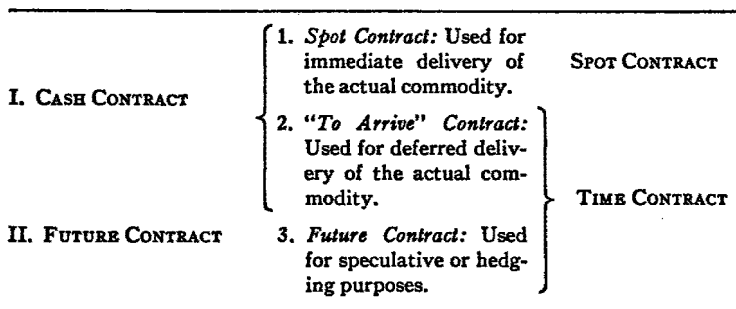 1. Spot Contract: Used for
immediate delivery of
the actual commodity.
SPOT CONTRACT
I. CASH CONTRACT
2. "To Arrive" Contract:
Used for deferred deliv-
ery of the actual com-
modity.
TIME CONTRACT
II. FUTURE CONTRACT
3. Future Contract: Used
for speculative or hedg-
ing purposes.